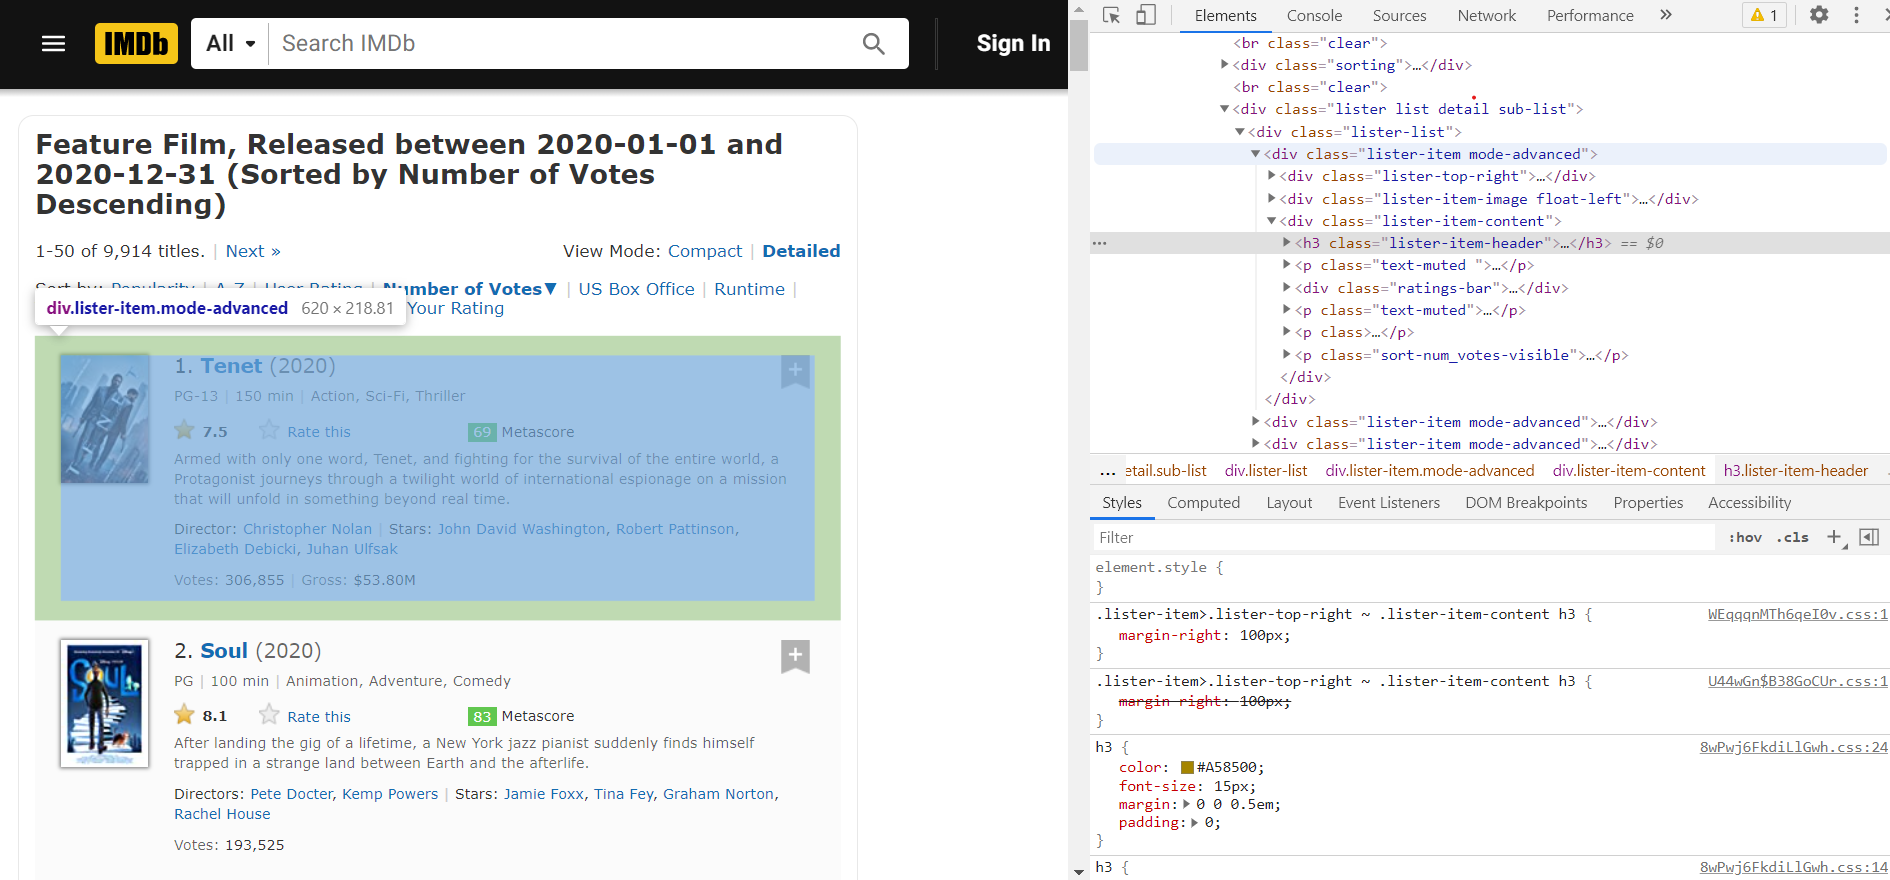 IMDb All Search IMDb Sign In
Feature Film, Released between 2020-01-01 and
2020-12-31 (Sorted by Number of Votes
Descending)
1-50 of 9,914 titles. | Next »
View Mode: Compact | Detailed
Sort by: Popularity | A-Z | User Rating | Number of Votes▼ | US Box Office | Runtime |
Your Rating
div.lister-item.mode-advanced 620 × 218.81
1. Tenet (2020)
PG-13 | 150 min | Action, Sci-Fi, Thriller
7.5 Rate this 69 Metascore
Armed with only one word, Tenet, and fighting for the survival of the entire world, a
Protagonist journeys through a twilight world of international espionage on a mission
that will unfold in something beyond real time.
Director: Christopher Nolan | Stars: John David Washington, Robert Pattinson,
Elizabeth Debicki, Juhan Ulfsak
Votes: 306,855 | Gross: $53.80M
SOUL
2. Soul (2020)
PG | 100 min | Animation, Adventure, Comedy
8.1 Rate this 83 Metascore
After landing the gig of a lifetime, a New York jazz pianist suddenly finds himself
trapped in a strange land between Earth and the afterlife.
Directors: Pete Docter, Kemp Powers | Stars: Jamie Foxx, Tina Fey, Graham Norton,
Rachel House
Votes: 193,525
Elements Console Sources Network Performance » 1
<br class="clear">
<div class="sorting">…</div>
<br class="clear">
<div class="lister list detail sub-list">
<div class="lister-list">
<div class="lister-item mode-advanced">
<div class="lister-top-right">…</div>
<div class="lister-item-image float-left">…</div>
<div class="lister-item-content">
<h3 class="lister-item-header">…</h3> == $0
<p class="text-muted ">…</p>
<div class="ratings-bar">…</div>
<p class="text-muted">…</p>
<p class>…</p>
<p class="sort-num_votes-visible">…</p>
</div>
</div>
<div class="lister-item mode-advanced">…</div>
<div class="lister-item mode-advanced">…</div>
… etail.sub-list div.lister-list div.lister-item.mode-advanced div.lister-item-content h3.lister-item-header
Styles Computed Layout Event Listeners DOM Breakpoints Properties Accessibility
Filter :hov .cls +
element.style {
}
.lister-item>.lister-top-right ~ .lister-item-content h3 { WEqqqnMTh6qeI0v.css:1
margin-right: 100px;
}
.lister-item>.lister-top-right ~ .lister-item-content h3 { U44wGn$B38GoCUr.css:1
margin-right: 100px;
}
h3 { 8wPwj6FkdiLlGwh.css:24
color: #A58500;
font-size: 15px;
margin: 0 0 0.5em;
padding: 0;
}
h3 { 8wPwj6FkdiLlGwh.css:14